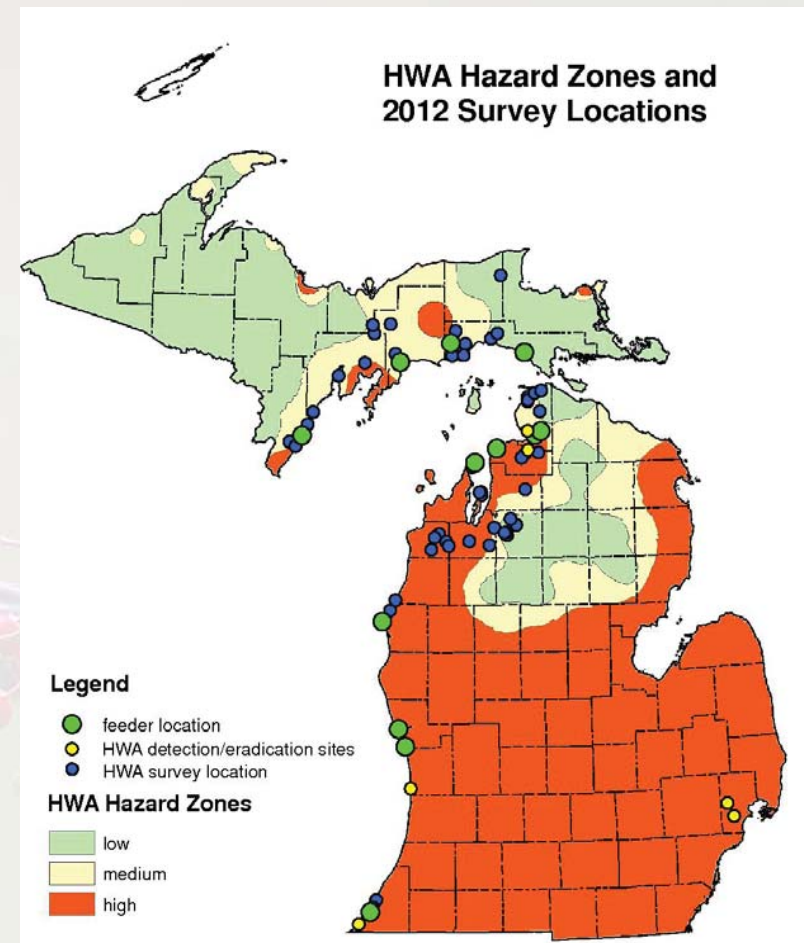 HWA Hazard Zones and
2012 Survey Locations
Legend
feeder location
HWA detection/eradication sites
HWA survey location
HWA Hazard Zones
low
medium
high